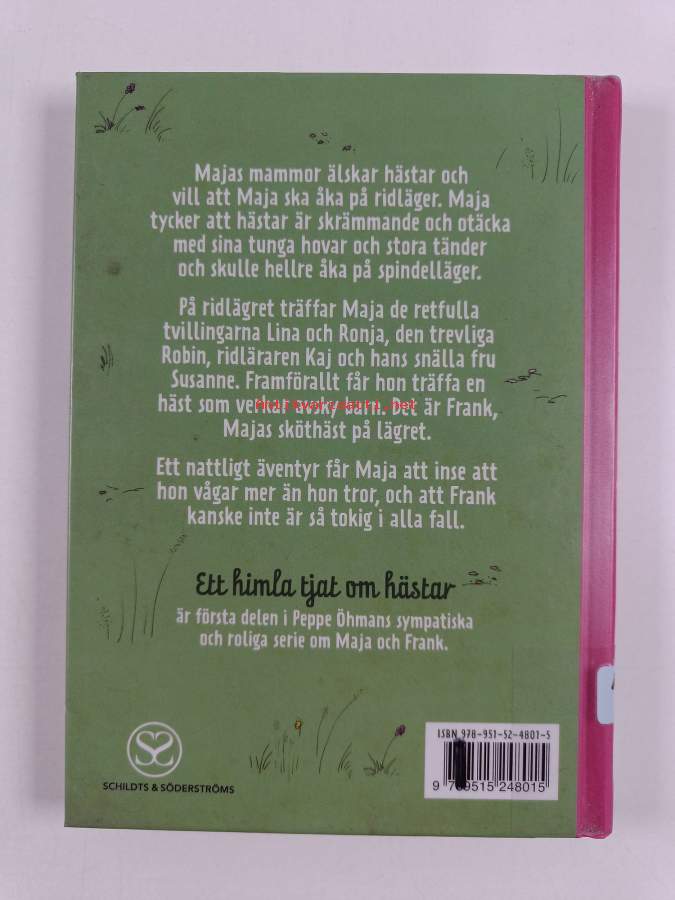 Majas mammor älskar hästar och
vill att Maja ska åka på ridläger. Maja
tycker att hästar är skrämmande och otäcka
med sina tunga hovar och stora tänder
och skulle hellre åka på spindelläger.
På ridlägret träffar Maja de retfulla
tvillingarna Lina och Ronja, den trevliga
Robin, ridläraren Kaj och hans snälla fru
Susanne. Framförallt får hon träffa en
häst som verkar avsky barn. Det är Frank,
Majas sköthäst på lägret.
Ett nattligt äventyr får Maja att inse att
hon vågar mer än hon tror, och att Frank
kanske inte är så tokig i alla fall.
Ett himla tjat om hästar
är första delen i Peppe Öhmans sympatiska
och roliga serie om Maja och Frank.
SCHILDTS & SÖDERSTRÖMS
ISBN 978-951-52-4801-5
9 789515 248015